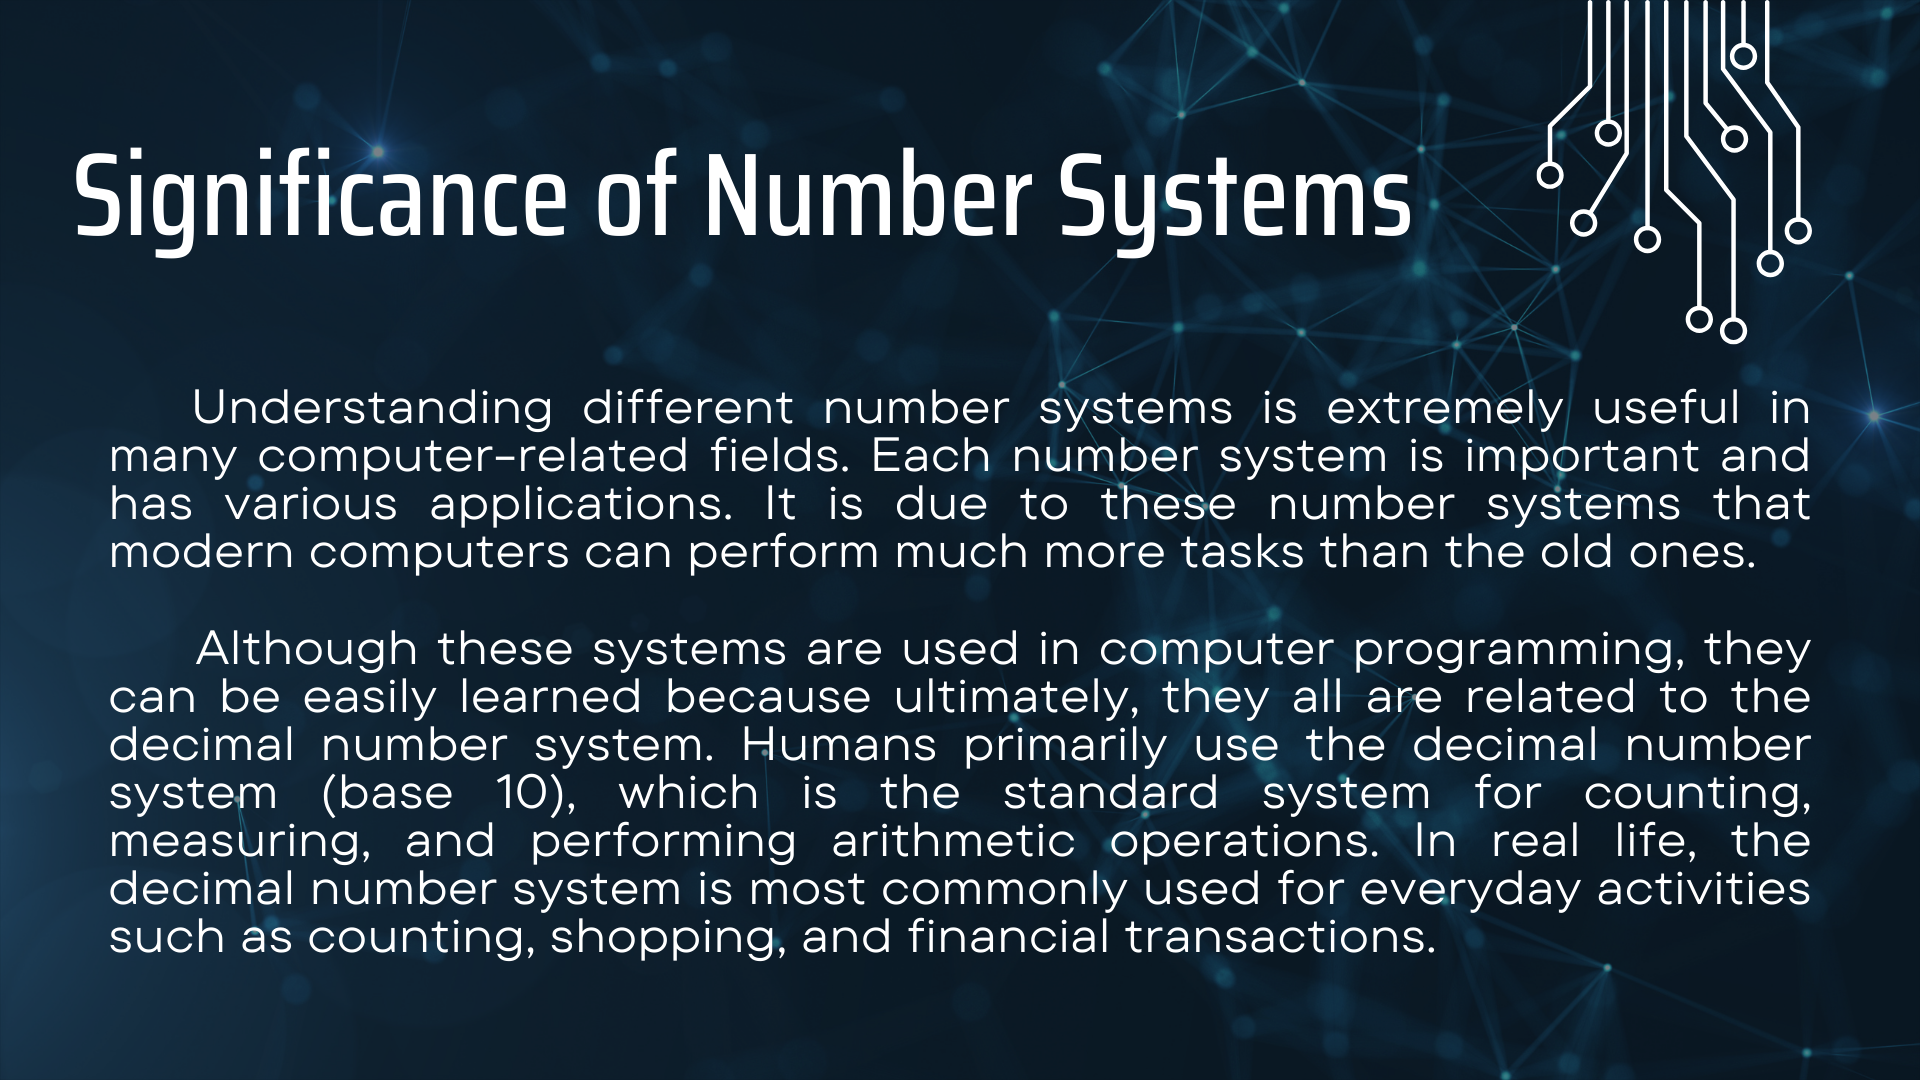 Significance of Number Systems
Understanding different number systems is extremely useful in
many computer-related fields. Each number system is important and
has various applications. It is due to these number systems that
modern computers can perform much more tasks than the old ones.
Although these systems are used in computer programming, they
can be easily learned because ultimately, they all are related to the
decimal number system. Humans primarily use the decimal number
system (base 10), which is the standard system for counting,
measuring, and performing arithmetic operations. In real life, the
decimal number system is most commonly used for everyday activities
such as counting, shopping, and financial transactions.